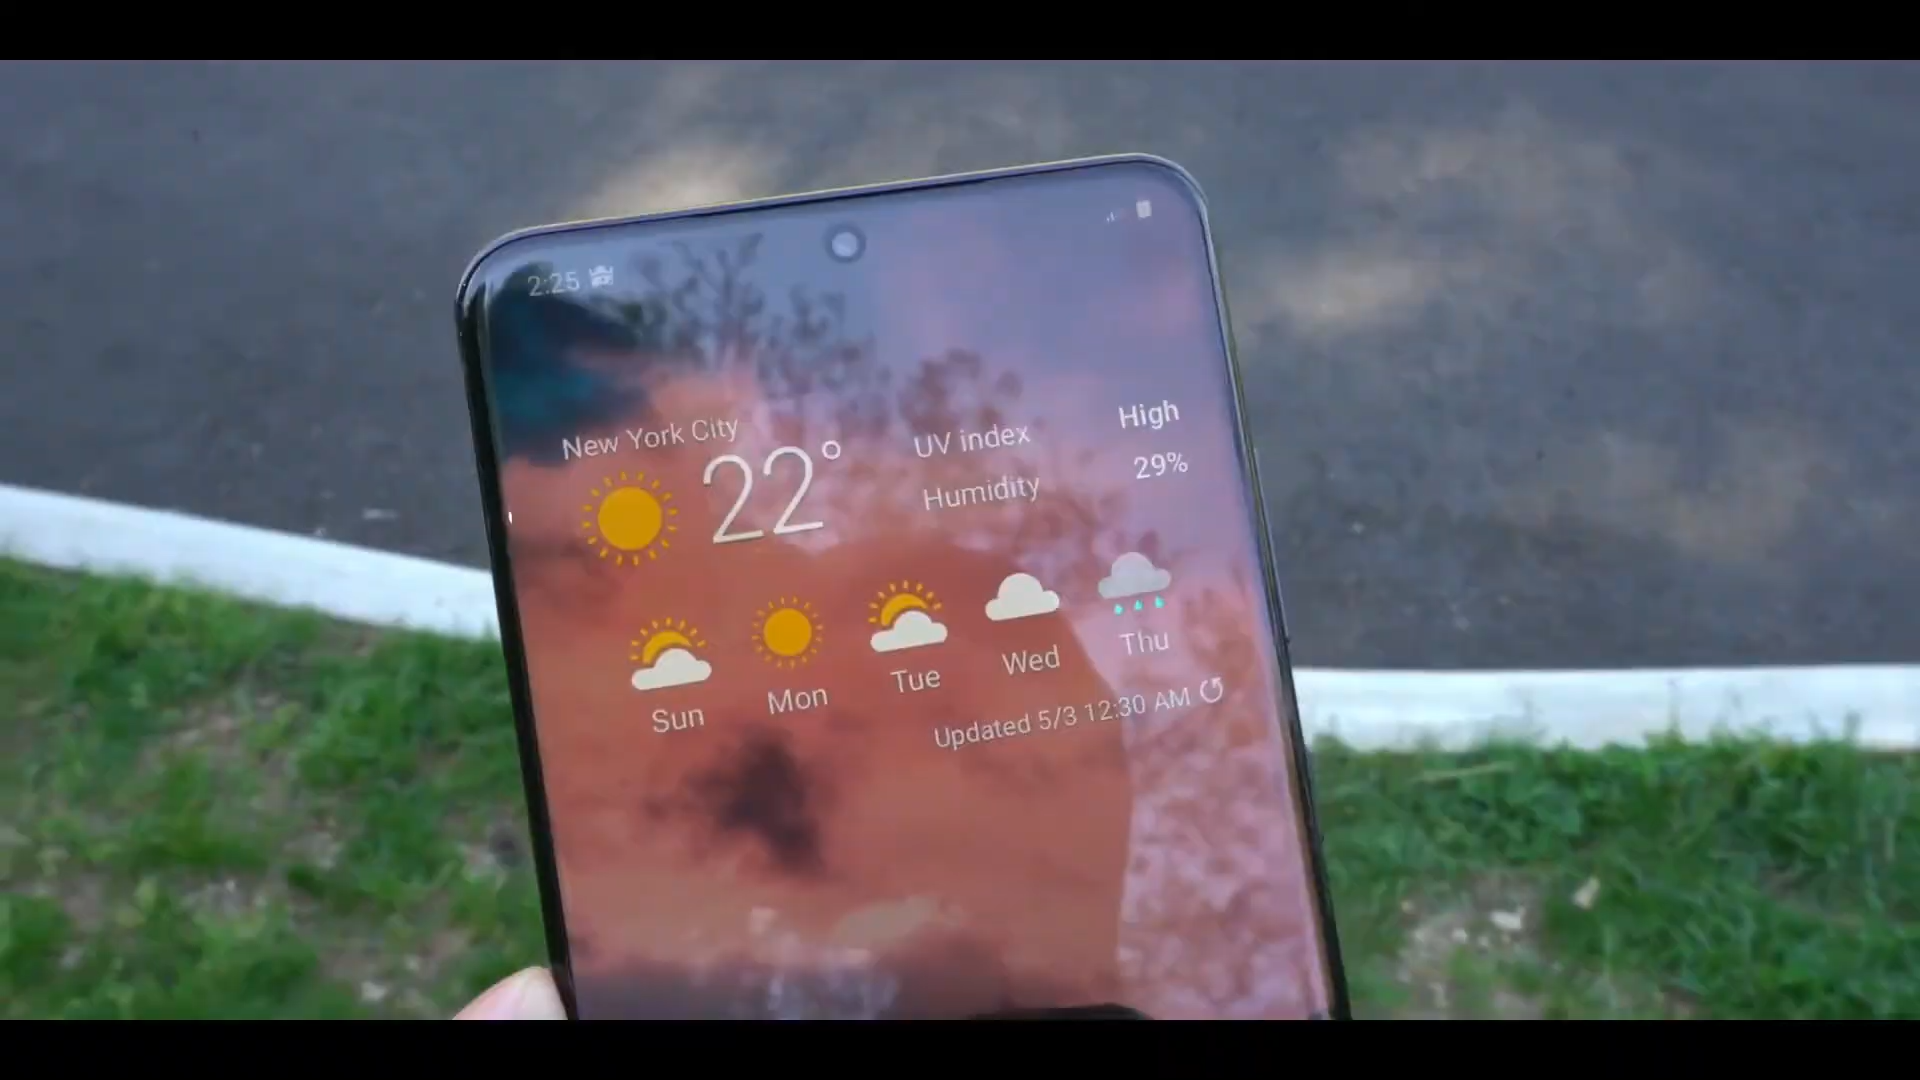 2:25
New York City
22°
UV index High
Humidity 29%
Sun Mon Tue Wed Thu
Updated 5/3 12:30 AM